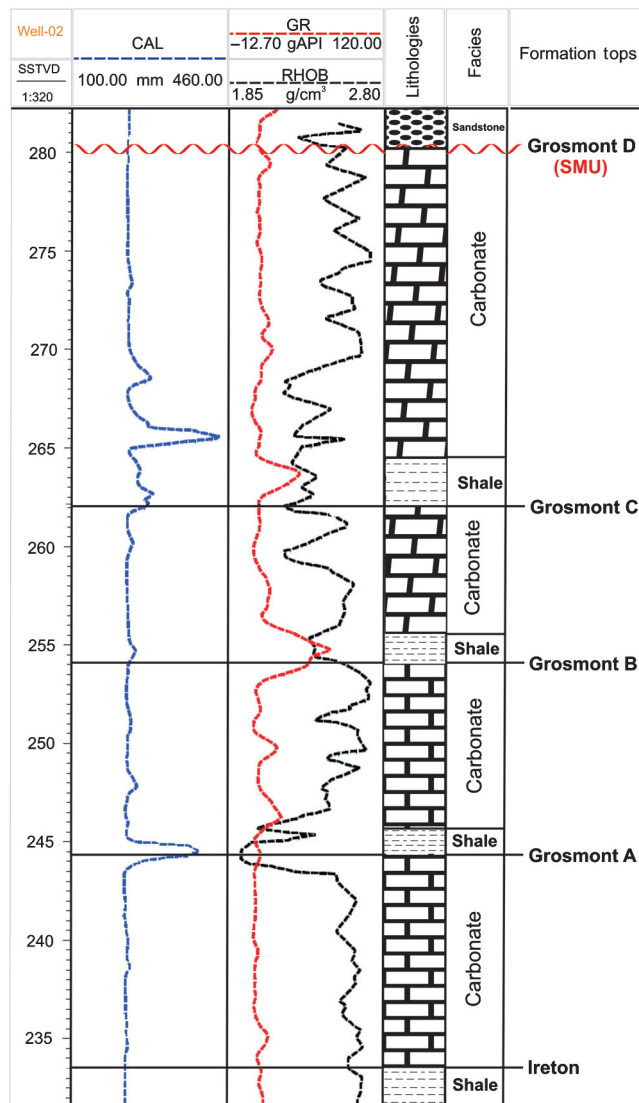 Well-02
SSTVD
1:320
CAL
100.00 mm 460.00
GR
−12.70 gAPI 120.00
RHOB
1.85 g/cm³ 2.80
Lithologies
Facies
Formation tops
Sandstone
280
Grosmont D
(SMU)
275
Carbonate
270
265
Shale
Grosmont C
260
Carbonate
255
Shale
Grosmont B
250
Carbonate
245
Shale
Grosmont A
240
Carbonate
235
Ireton
Shale